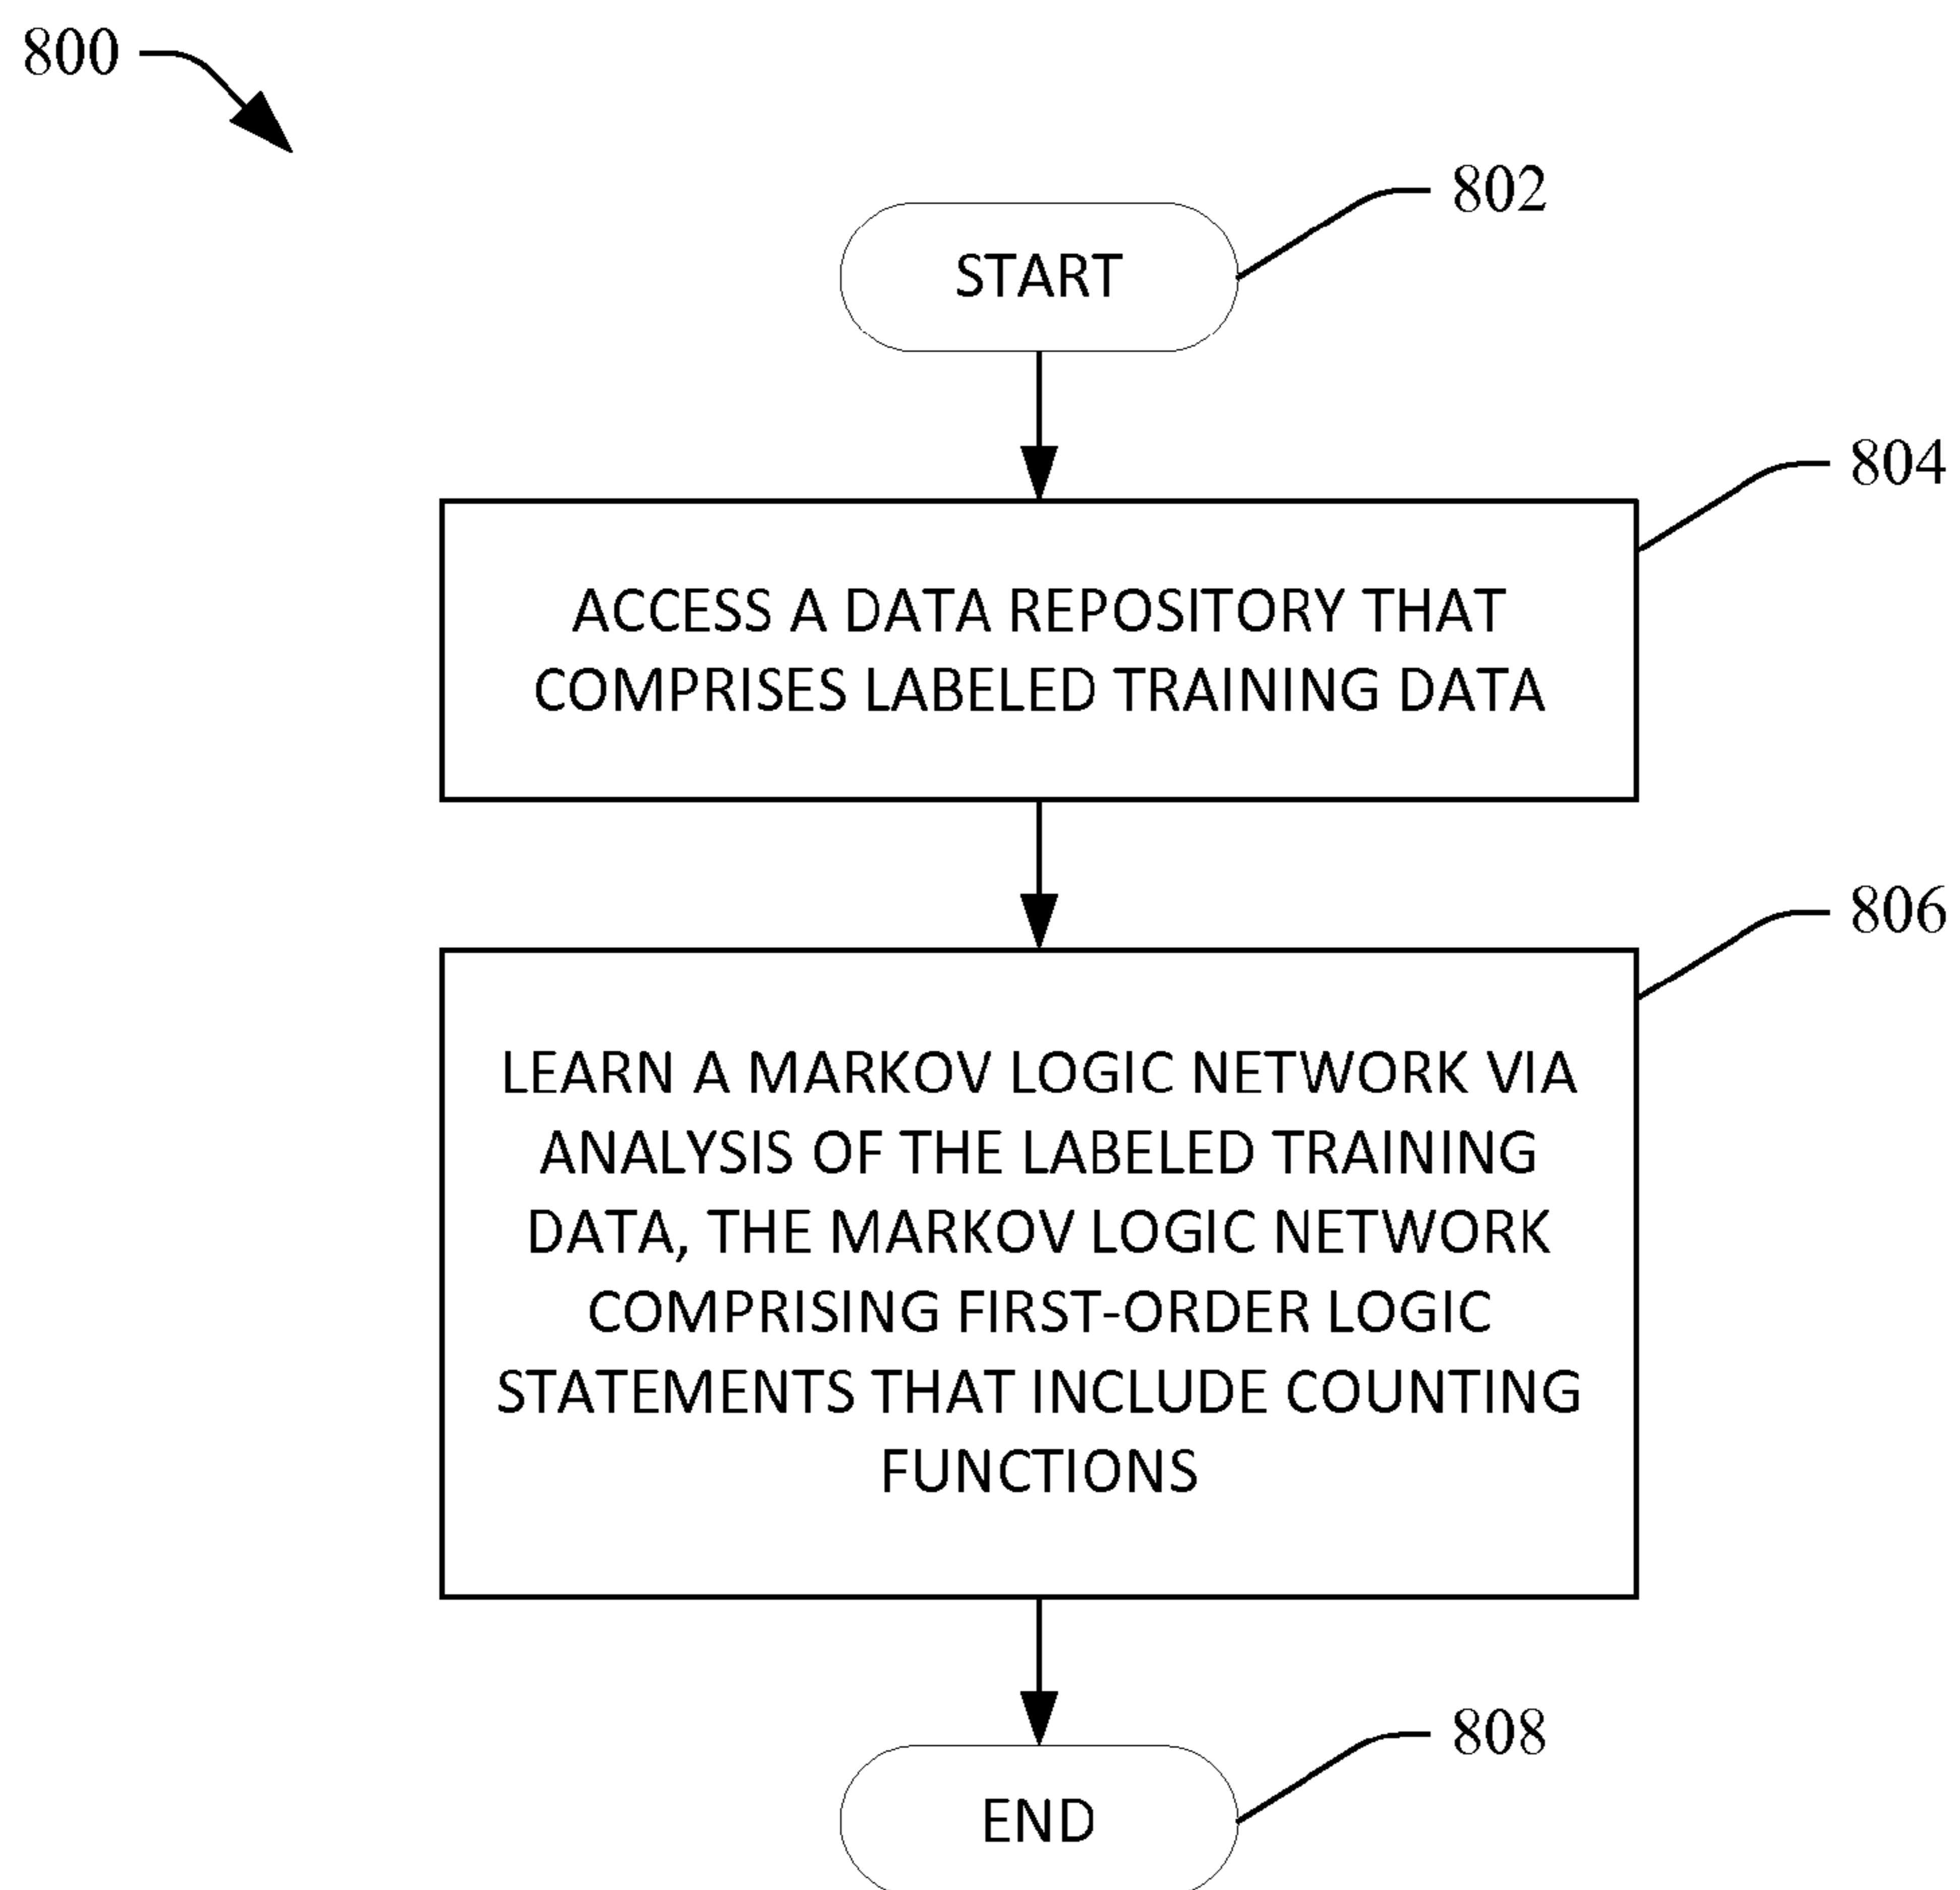 800
802
START
804
ACCESS A DATA REPOSITORY THAT
COMPRISES LABELED TRAINING DATA
806
LEARN A MARKOV LOGIC NETWORK VIA
ANALYSIS OF THE LABELED TRAINING
DATA, THE MARKOV LOGIC NETWORK
COMPRISING FIRST-ORDER LOGIC
STATEMENTS THAT INCLUDE COUNTING
FUNCTIONS
808
END